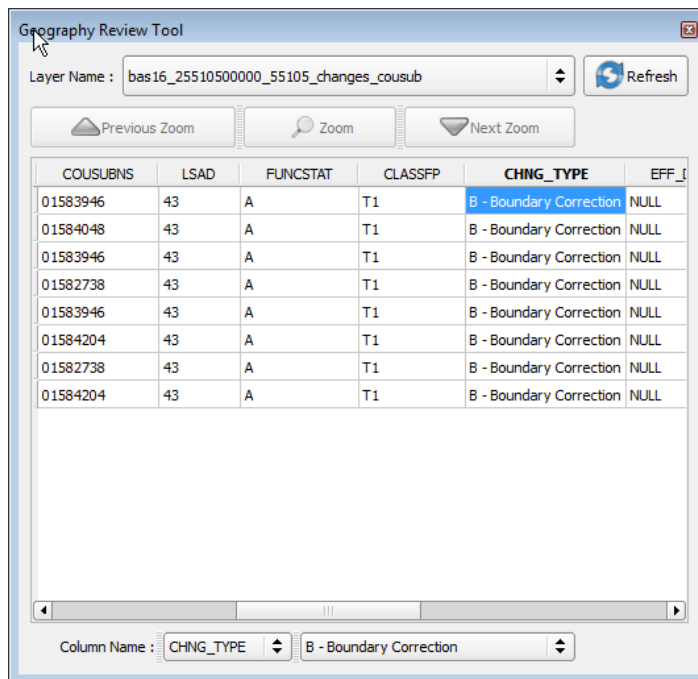 Geography Review Tool
Layer Name : bas16_25510500000_55105_changes_cousub Refresh
Previous Zoom Zoom Next Zoom
COUSUBNS LSAD FUNCSTAT CLASSFP CHNG_TYPE EFF_D
01583946 43 A T1 B - Boundary Correction NULL
01584048 43 A T1 B - Boundary Correction NULL
01583946 43 A T1 B - Boundary Correction NULL
01582738 43 A T1 B - Boundary Correction NULL
01583946 43 A T1 B - Boundary Correction NULL
01584204 43 A T1 B - Boundary Correction NULL
01582738 43 A T1 B - Boundary Correction NULL
01584204 43 A T1 B - Boundary Correction NULL
Column Name : CHNG_TYPE B - Boundary Correction